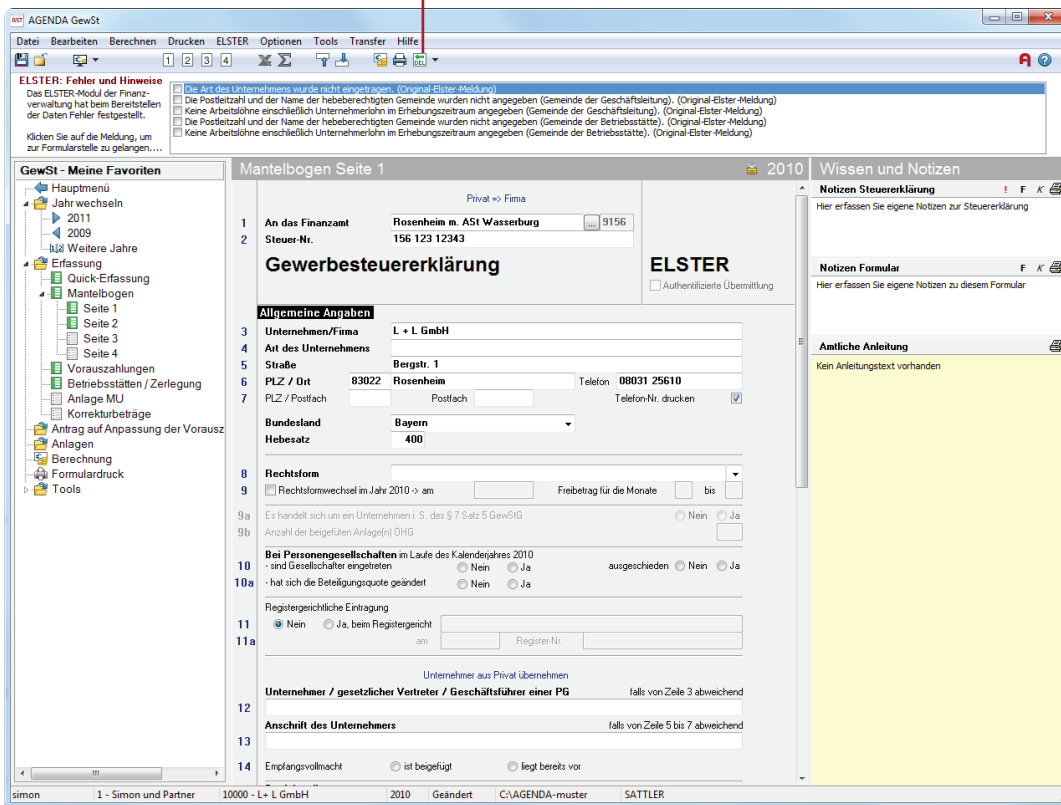 GST AGENDA GewSt
Datei Bearbeiten Berechnen Drucken ELSTER Optionen Tools Transfer Hilfe
1 2 3 4 DEL A
ELSTER: Fehler und Hinweise
Das ELSTER-Modul der Finanz-
verwaltung hat beim Bereitstellen
der Daten Fehler festgestellt.
Klicken Sie auf die Meldung, um
zur Formularstelle zu gelangen....
Die Art des Unternehmens wurde nicht eingetragen. (Original-Elster-Meldung)
Die Postleitzahl und der Name der hebeberechtigten Gemeinde wurden nicht angegeben (Gemeinde der Geschäftsleitung). (Original-Elster-Meldung)
Keine Arbeitslöhne einschließlich Unternehmerlohn im Erhebungszeitraum angegeben (Gemeinde der Geschäftsleitung). (Original-Elster-Meldung)
Die Postleitzahl und der Name der hebeberechtigten Gemeinde wurden nicht angegeben (Gemeinde der Betriebsstätte). (Original-Elster-Meldung)
Keine Arbeitslöhne einschließlich Unternehmerlohn im Erhebungszeitraum angegeben (Gemeinde der Betriebsstätte). (Original-Elster-Meldung)
GewSt - Meine Favoriten
Hauptmenü
Jahr wechseln
2011
2009
Weitere Jahre
Erfassung
Quick-Erfassung
Mantelbogen
Seite 1
Seite 2
Seite 3
Seite 4
Vorauszahlungen
Betriebsstätten / Zerlegung
Anlage MU
Korrekturbeträge
Antrag auf Anpassung der Vorausz
Anlagen
Berechnung
Formulardruck
Tools
Mantelbogen Seite 1 2010
Privat => Firma
1 An das Finanzamt Rosenheim m. ASt Wasserburg ... 9156
2 Steuer-Nr. 156 123 12343
Gewerbesteuererklärung ELSTER
Authentifizierte Übermittlung
Allgemeine Angaben
3 Unternehmen/Firma L + L GmbH
4 Art des Unternehmens
5 Straße Bergstr. 1
6 PLZ / Ort 83022 Rosenheim Telefon 08031 25610
7 PLZ / Postfach Postfach Telefon-Nr. drucken
Bundesland Bayern
Hebesatz 400
8 Rechtsform
9 Rechtsformwechsel im Jahr 2010 -> am Freibetrag für die Monate bis
9a Es handelt sich um ein Unternehmen i. S. des § 7 Satz 5 GewStG Nein Ja
9b Anzahl der beigefüten Anlage(n) ÖHG
Bei Personengesellschaften im Laufe des Kalenderjahres 2010
10 - sind Gesellschafter eingetreten Nein Ja ausgeschieden Nein Ja
10a - hat sich die Beteiligungsquote geändert Nein Ja
Registergerichtliche Eintragung
11 Nein Ja, beim Registergericht
11a am Register-Nr.
Unternehmer aus Privat übernehmen
Unternehmer / gesetzlicher Vertreter / Geschäftsführer einer PG falls von Zeile 3 abweichend
12
Anschrift des Unternehmers falls von Zeile 5 bis 7 abweichend
13
14 Empfangsvollmacht ist beigefügt liegt bereits vor
Wissen und Notizen
Notizen Steuererklärung ! F K
Hier erfassen Sie eigene Notizen zur Steuererklärung
Notizen Formular F K
Hier erfassen Sie eigene Notizen zu diesem Formular
Amtliche Anleitung
Kein Anleitungstext vorhanden
simon 1 - Simon und Partner 10000 - L+ L GmbH 2010 Geändert C:\AGENDA-muster SATTLER